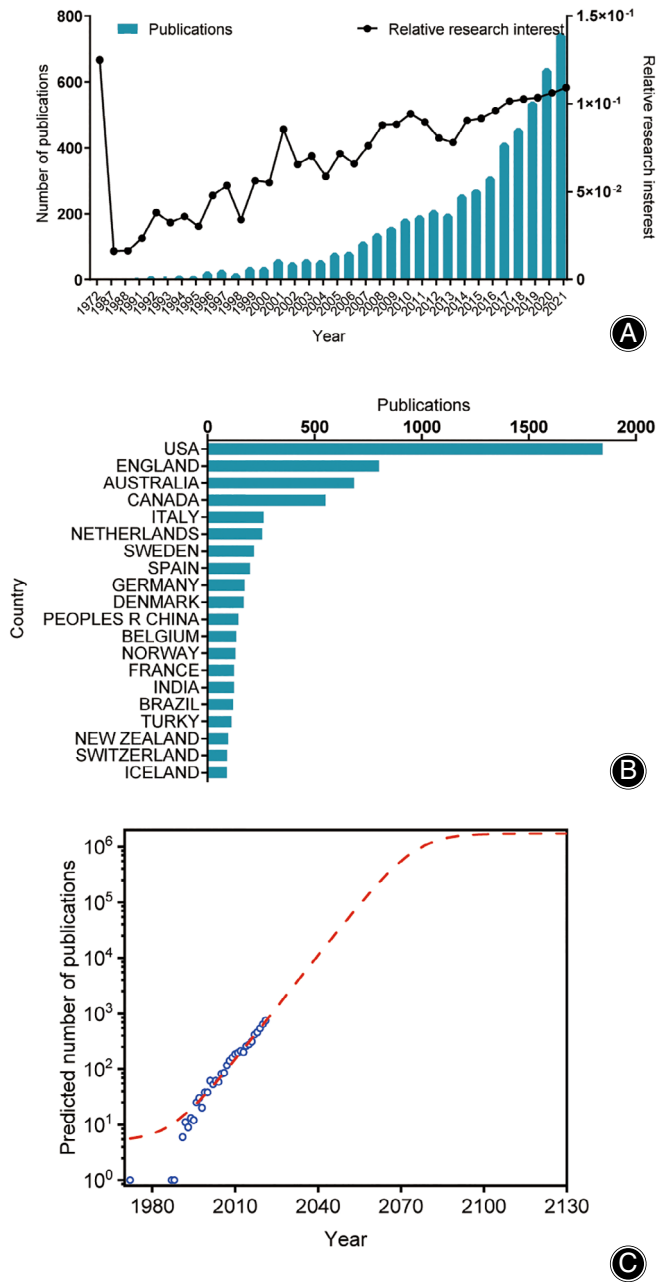 Publications
Relative research interest
Number of publications
800
600
400
200
0
1.5×10⁻¹
1×10⁻¹
5×10⁻²
0
Relative research insterest
1972 1987 1988 1991 1992 1993 1994 1995 1996 1997 1998 1999 2000 2001 2002 2003 2004 2005 2006 2007 2008 2009 2010 2011 2012 2013 2014 2015 2016 2017 2018 2019 2020 2021
Year
A
Publications
0 500 1000 1500 2000
Country
USA
ENGLAND
AUSTRALIA
CANADA
ITALY
NETHERLANDS
SWEDEN
SPAIN
GERMANY
DENMARK
PEOPLES R CHINA
BELGIUM
NORWAY
FRANCE
INDIA
BRAZIL
TURKY
NEW ZEALAND
SWITZERLAND
ICELAND
B
Predicted number of publications
10⁶
10⁵
10⁴
10³
10²
10¹
10⁰
1980 2010 2040 2070 2100 2130
Year
C